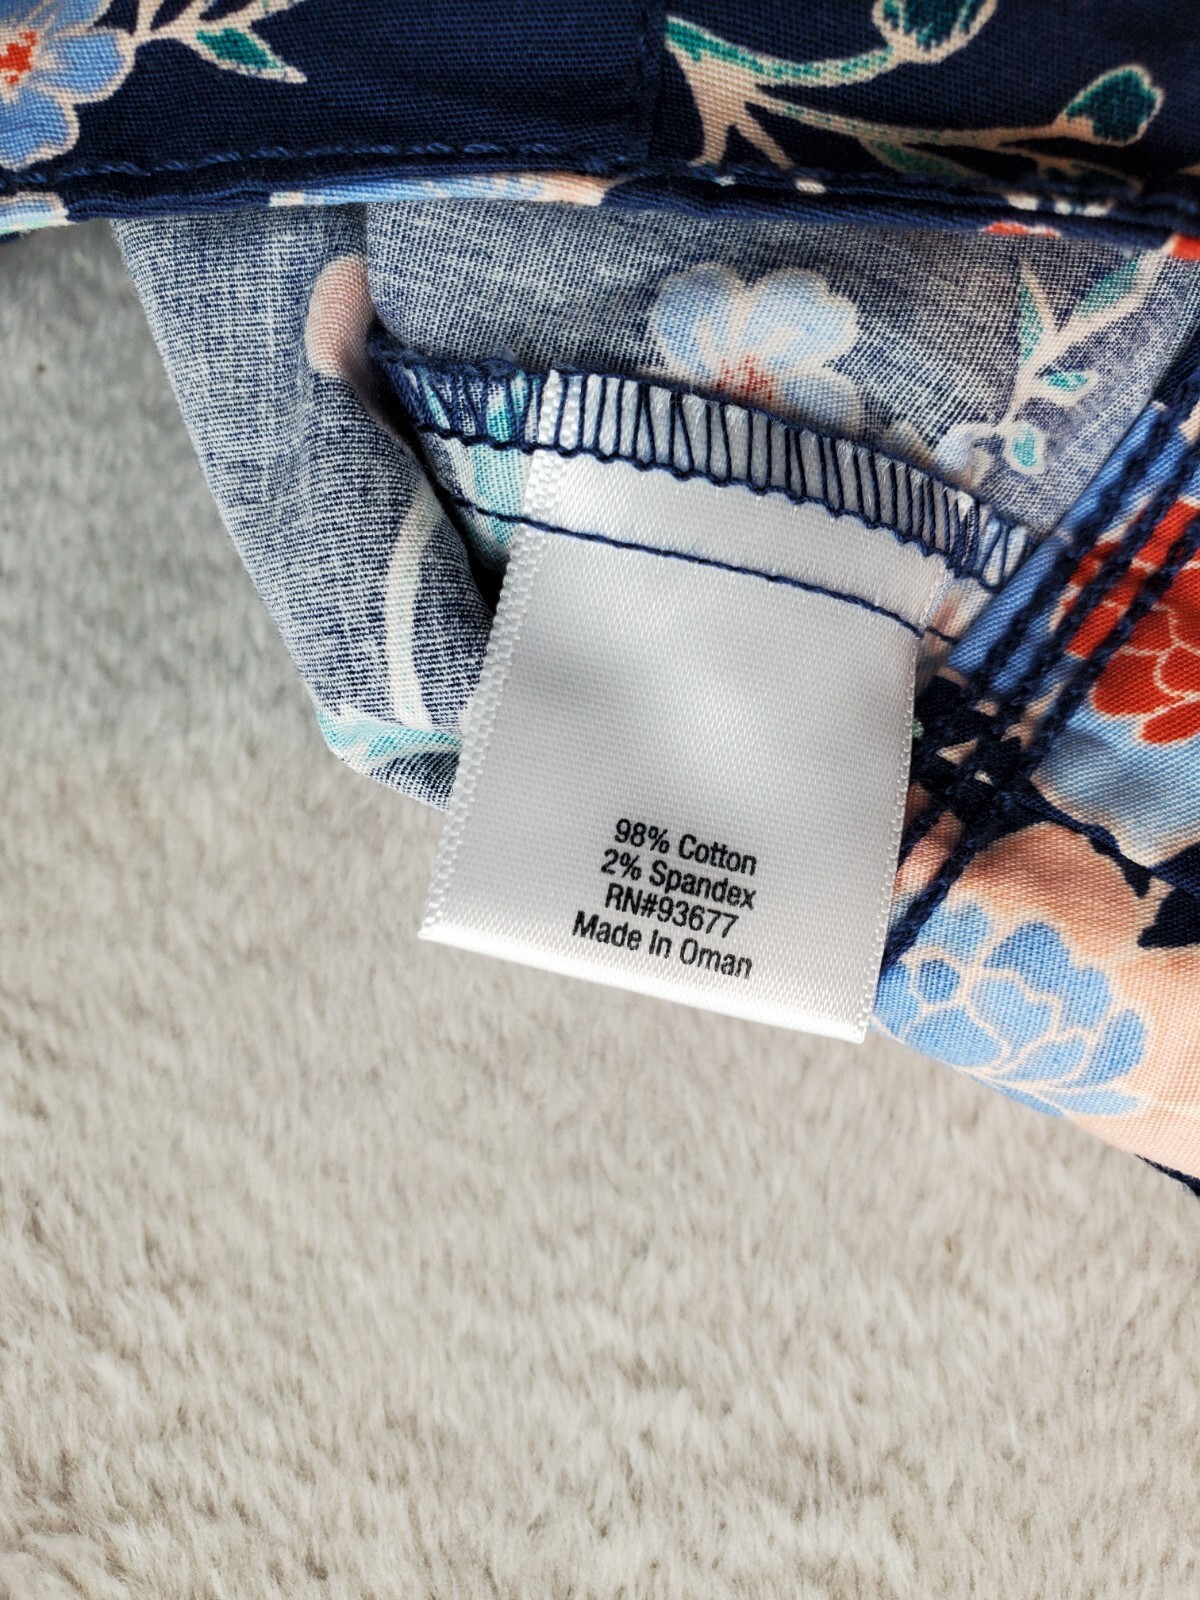 98% Cotton
2% Spandex
RN#93677
Made In Oman